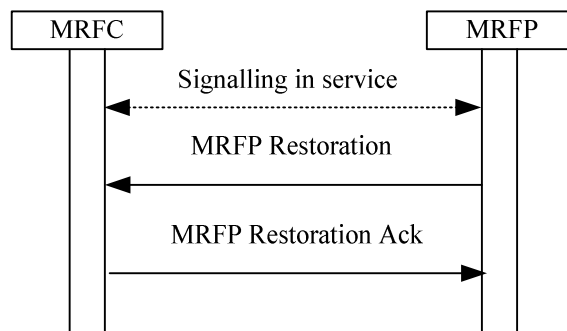 MRFC
MRFP
Signalling in service
MRFP Restoration
MRFP Restoration Ack